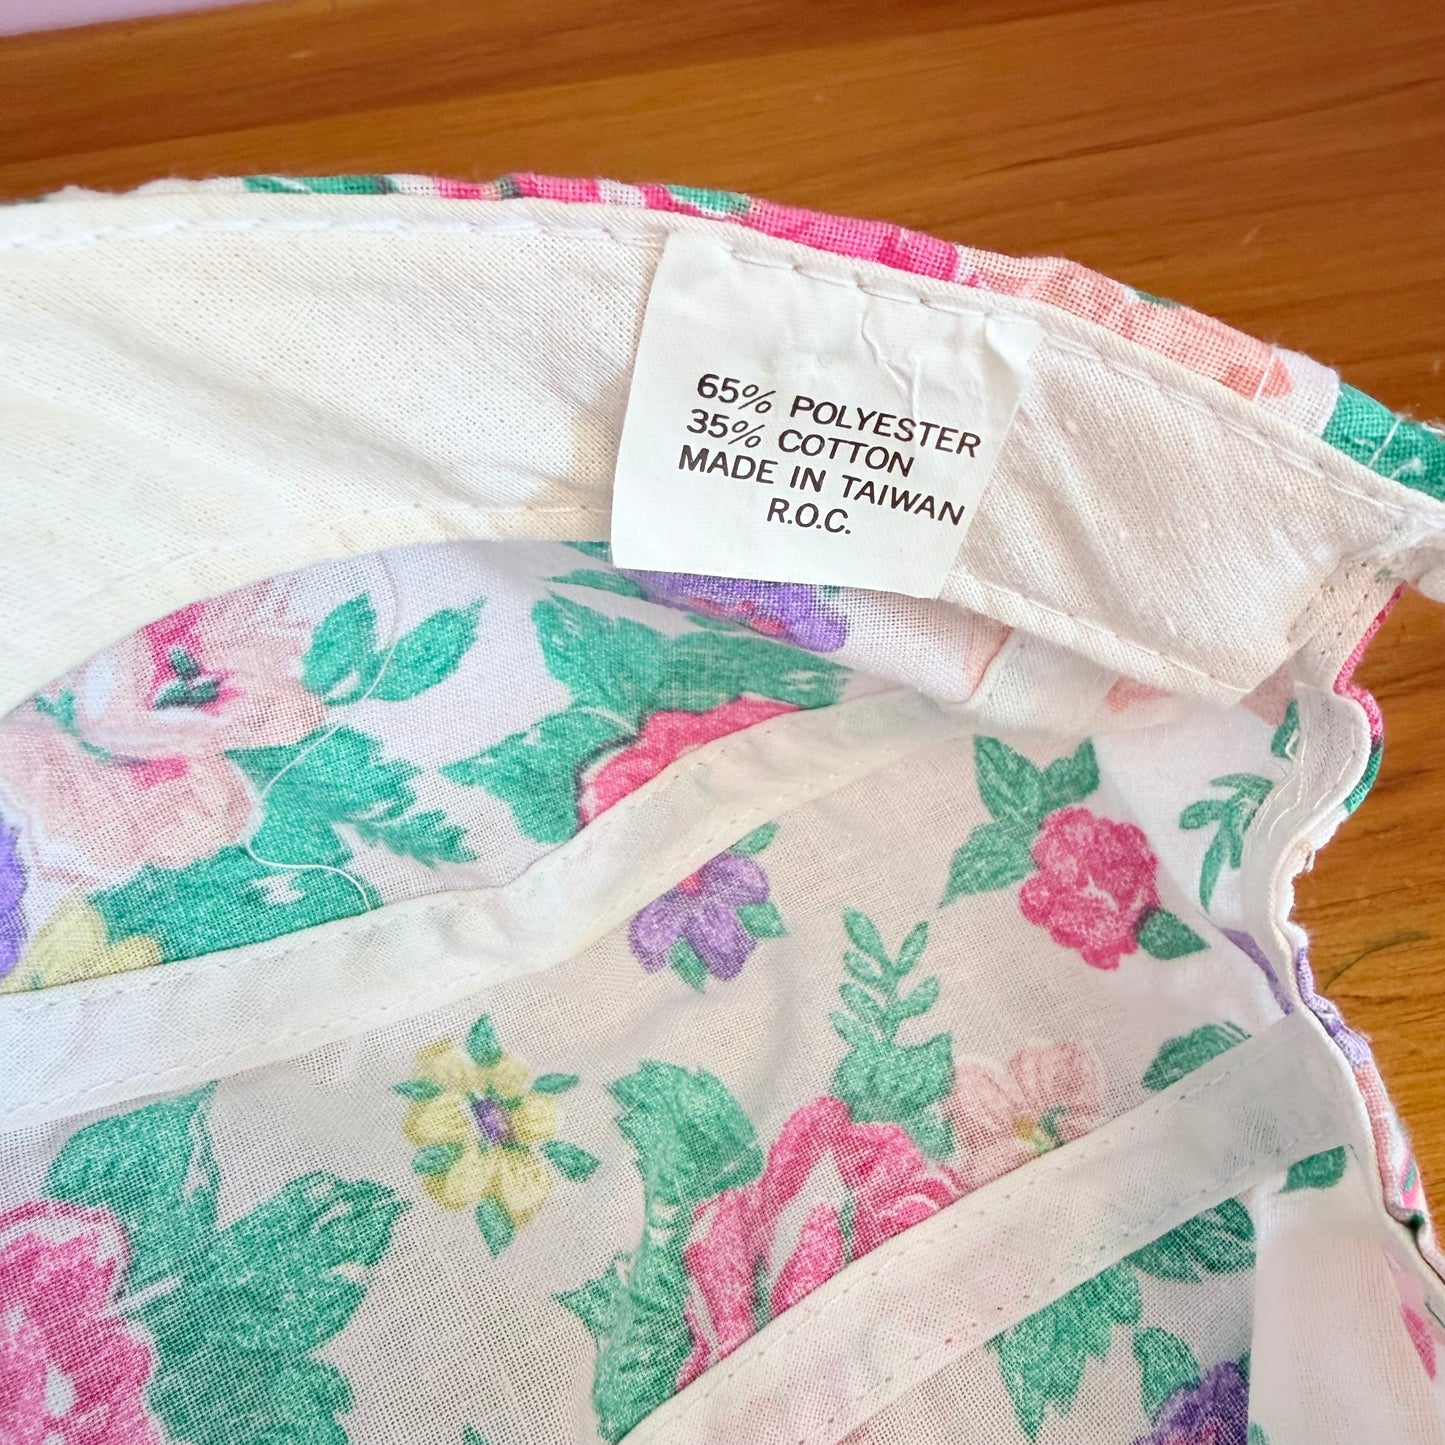 65% POLYESTER
35% COTTON
MADE IN TAIWAN
R.O.C.